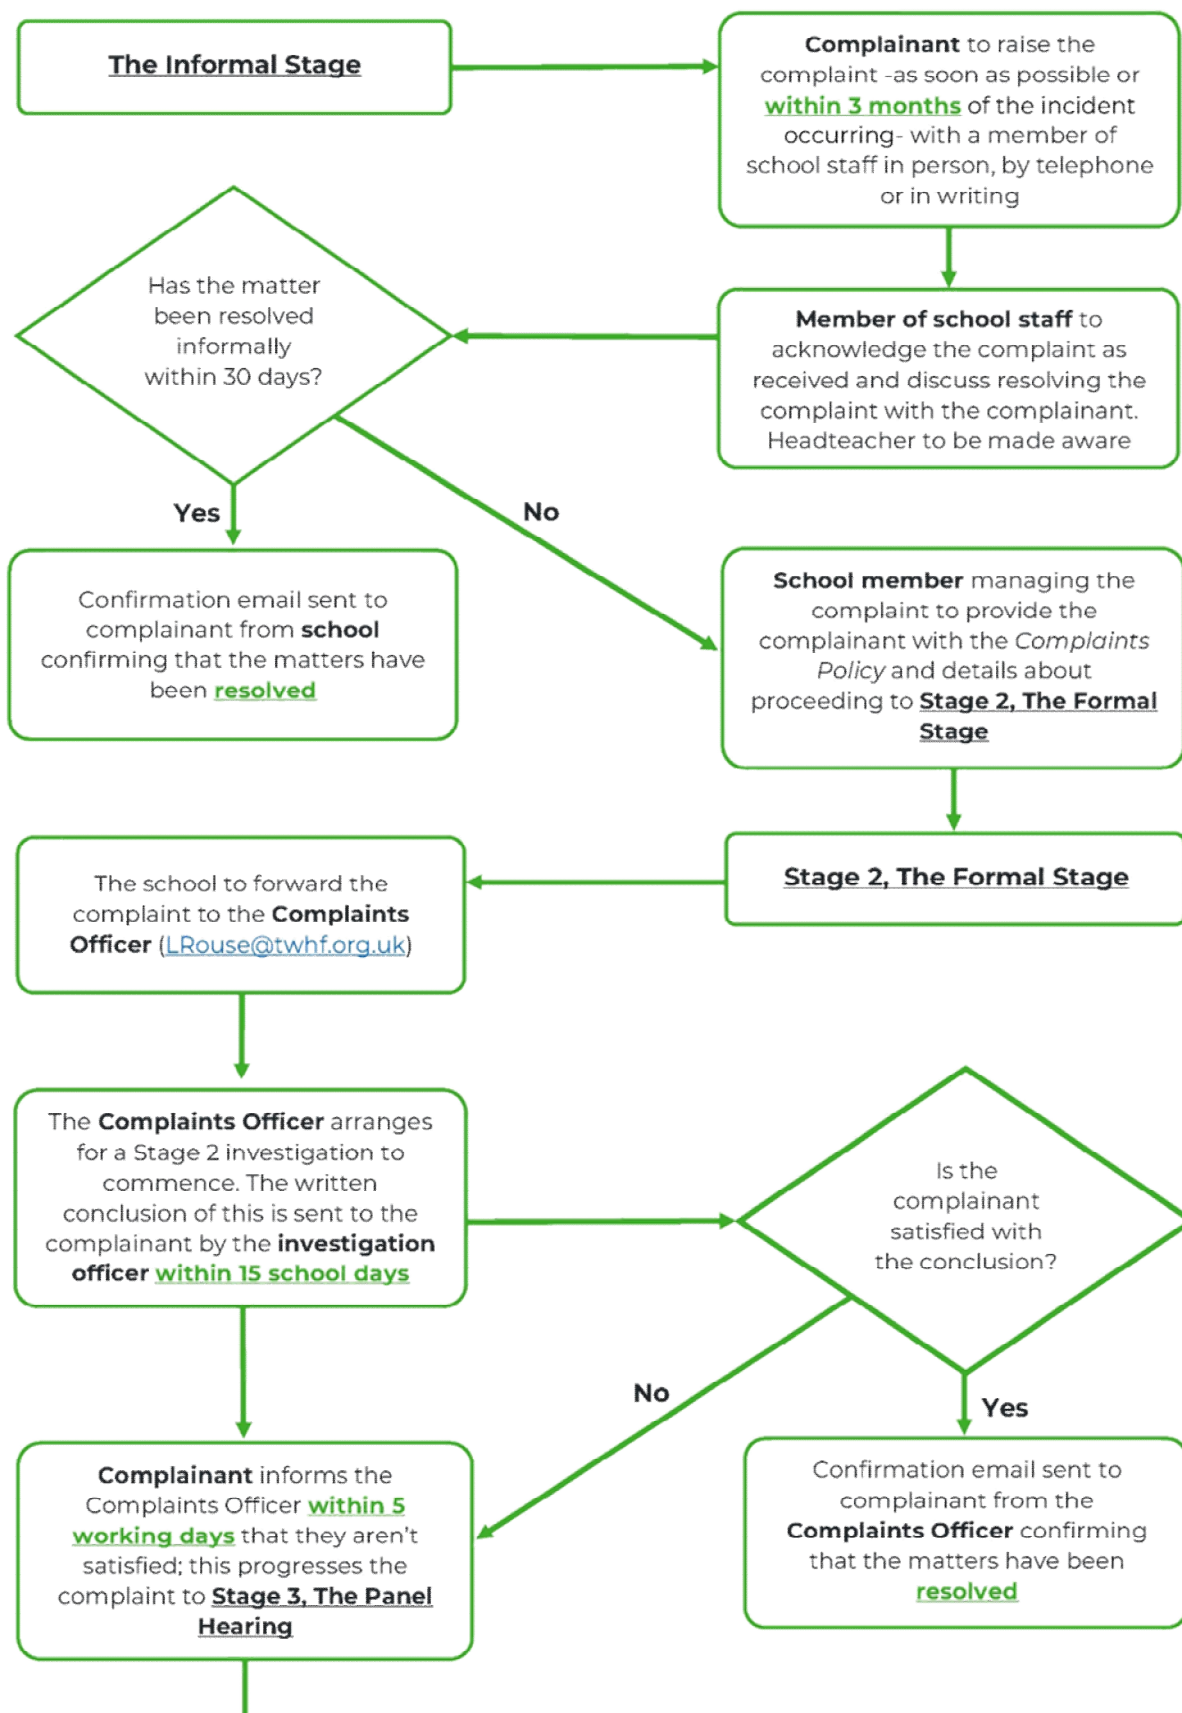 The Informal Stage
Complainant to raise the
complaint -as soon as possible or
within 3 months of the incident
occurring- with a member of
school staff in person, by telephone
or in writing
Member of school staff to
acknowledge the complaint as
received and discuss resolving the
complaint with the complainant.
Headteacher to be made aware
Has the matter
been resolved
informally
within 30 days?
Yes
No
Confirmation email sent to
complainant from school
confirming that the matters have
been resolved
School member managing the
complaint to provide the
complainant with the Complaints
Policy and details about
proceeding to Stage 2, The Formal
Stage
Stage 2, The Formal Stage
The school to forward the
complaint to the Complaints
Officer (LRouse@twhf.org.uk)
The Complaints Officer arranges
for a Stage 2 investigation to
commence. The written
conclusion of this is sent to the
complainant by the investigation
officer within 15 school days
Is the
complainant
satisfied with
the conclusion?
No
Yes
Complainant informs the
Complaints Officer within 5
working days that they aren't
satisfied; this progresses the
complaint to Stage 3, The Panel
Hearing
Confirmation email sent to
complainant from the
Complaints Officer confirming
that the matters have been
resolved